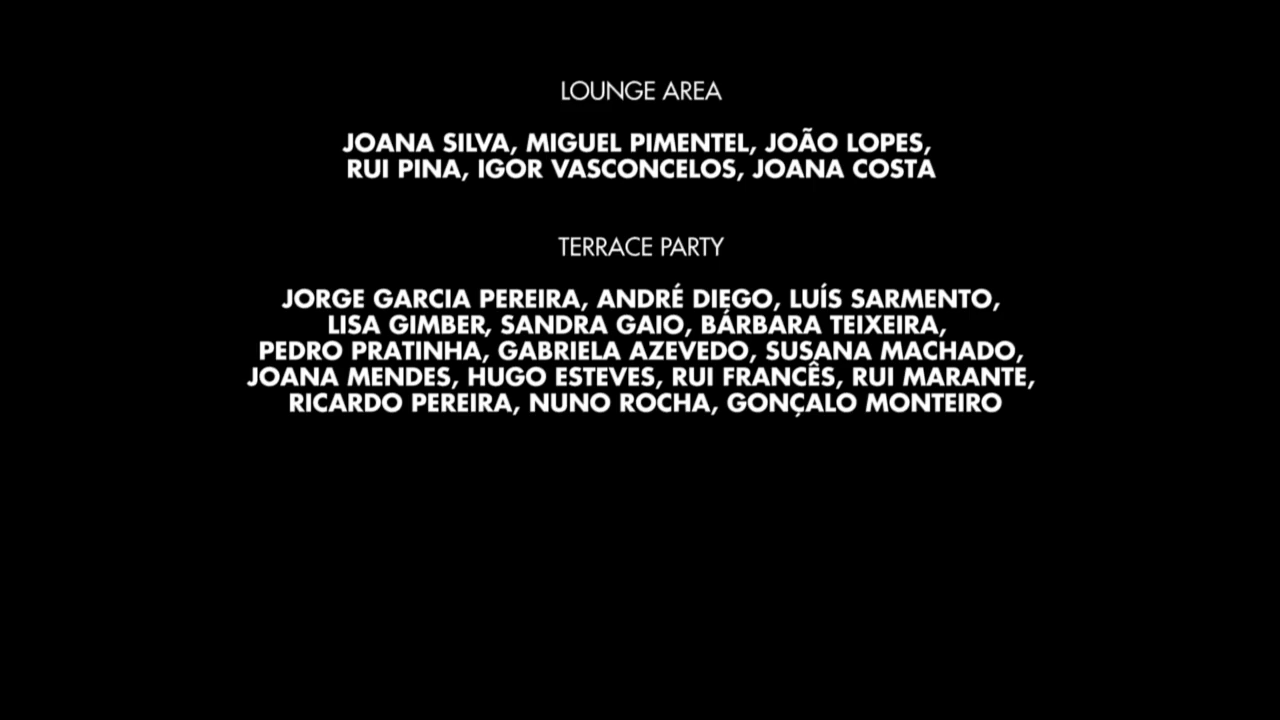 LOUNGE AREA
JOANA SILVA, MIGUEL PIMENTEL, JOÃO LOPES,
RUI PINA, IGOR VASCONCELOS, JOANA COSTA
TERRACE PARTY
JORGE GARCIA PEREIRA, ANDRÉ DIEGO, LUÍS SARMENTO,
LISA GIMBER, SANDRA GAIO, BÁRBARA TEIXEIRA,
PEDRO PRATINHA, GABRIELA AZEVEDO, SUSANA MACHADO,
JOANA MENDES, HUGO ESTEVES, RUI FRANCÊS, RUI MARANTE,
RICARDO PEREIRA, NUNO ROCHA, GONÇALO MONTEIRO